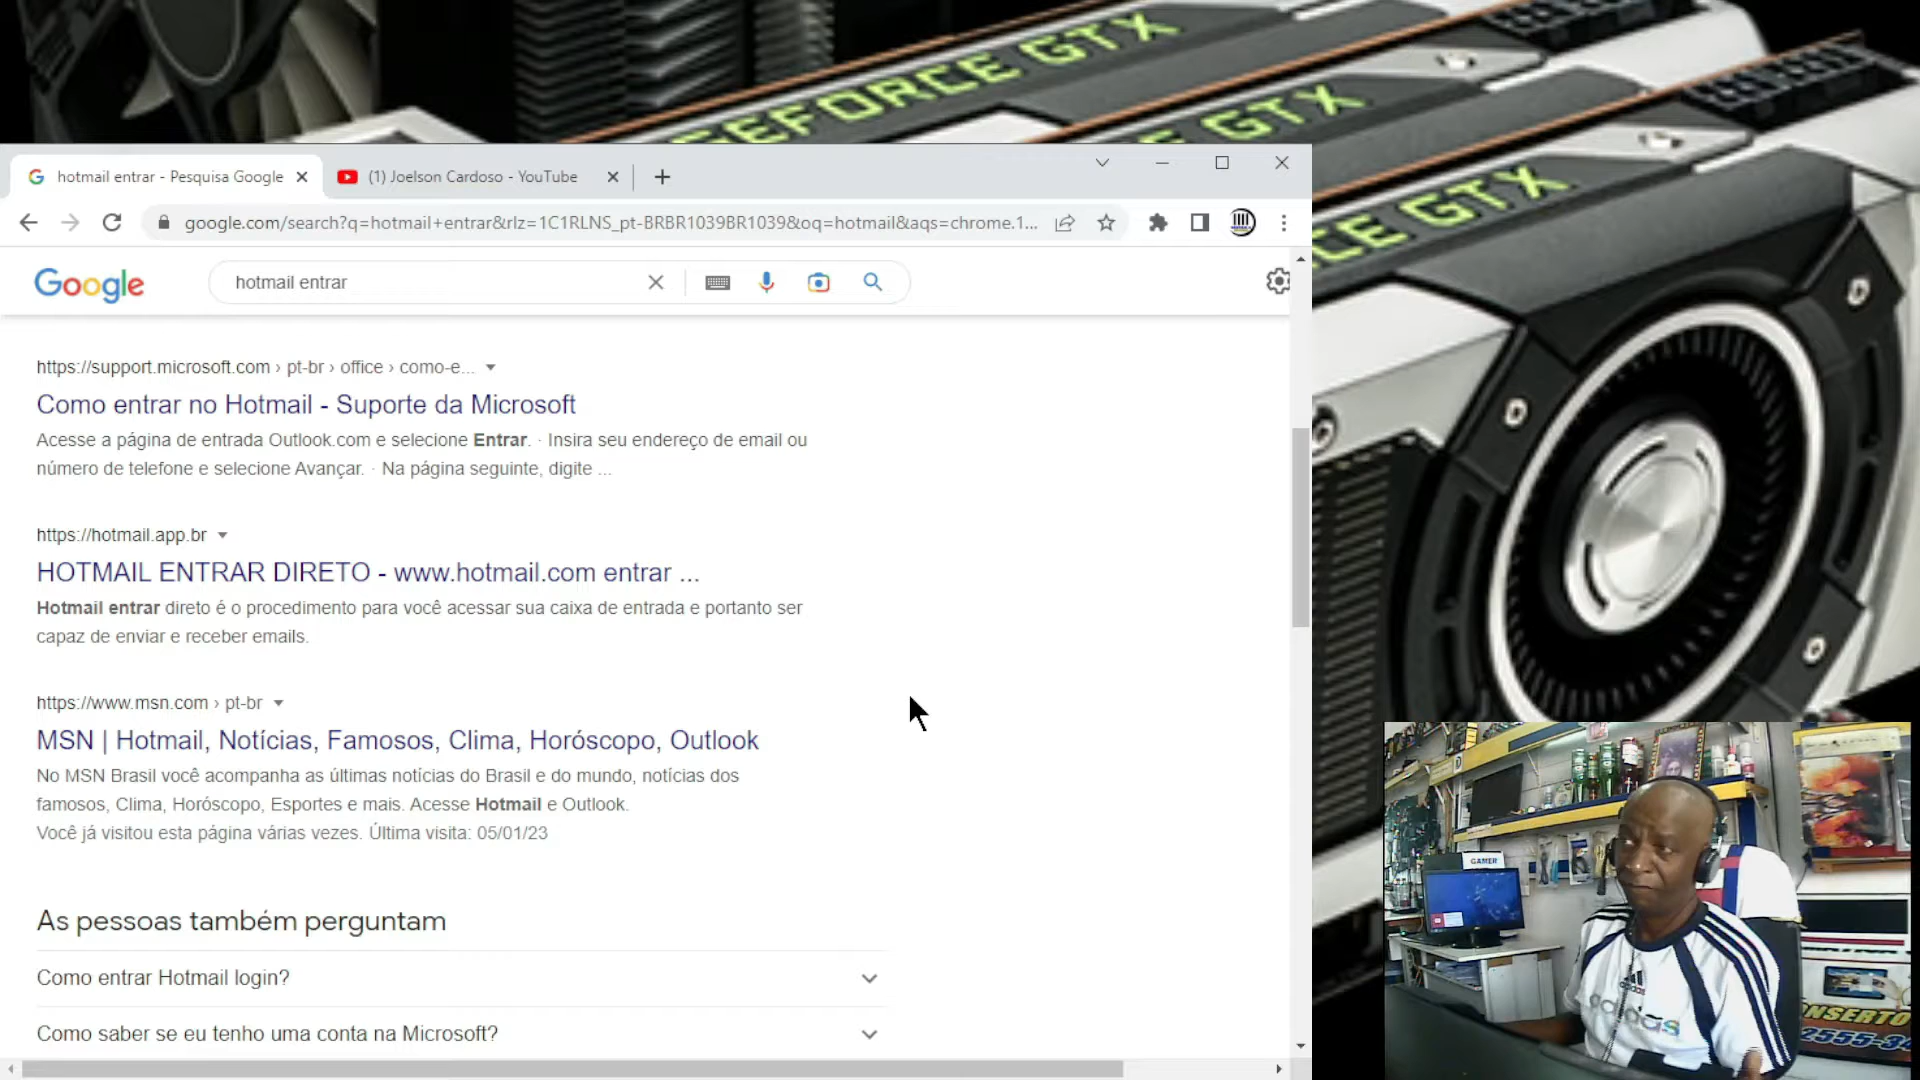 GEFORCE GTX
CE GTX
CE GTX
hotmail entrar - Pesquisa Google
(1) Joelson Cardoso - YouTube
google.com/search?q=hotmail+entrar&rlz=1C1RLNS_pt-BRBR1039BR1039&oq=hotmail&aqs=chrome.1...
Google
hotmail entrar
https://support.microsoft.com › pt-br › office › como-e...
Como entrar no Hotmail - Suporte da Microsoft
Acesse a página de entrada Outlook.com e selecione Entrar. · Insira seu endereço de email ou
número de telefone e selecione Avançar. · Na página seguinte, digite ...
https://hotmail.app.br
HOTMAIL ENTRAR DIRETO - www.hotmail.com entrar ...
Hotmail entrar direto é o procedimento para você acessar sua caixa de entrada e portanto ser
capaz de enviar e receber emails.
https://www.msn.com › pt-br
MSN | Hotmail, Notícias, Famosos, Clima, Horóscopo, Outlook
No MSN Brasil você acompanha as últimas notícias do Brasil e do mundo, notícias dos
famosos, Clima, Horóscopo, Esportes e mais. Acesse Hotmail e Outlook.
Você já visitou esta página várias vezes. Última visita: 05/01/23
As pessoas também perguntam
Como entrar Hotmail login?
Como saber se eu tenho uma conta na Microsoft?
GAMER
adidas
adidas
ONSERTO
2555-3